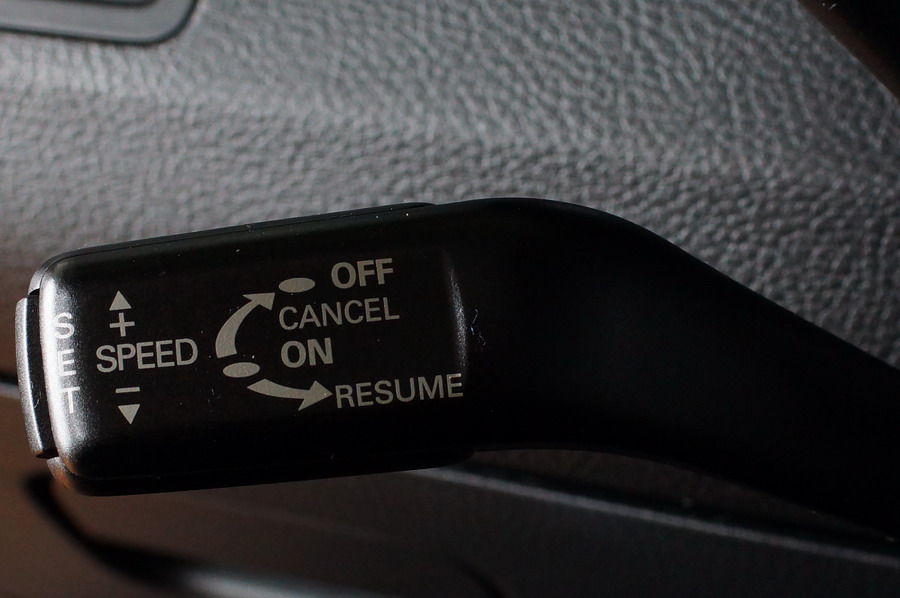 SET
+
SPEED
−
OFF
CANCEL
ON
RESUME